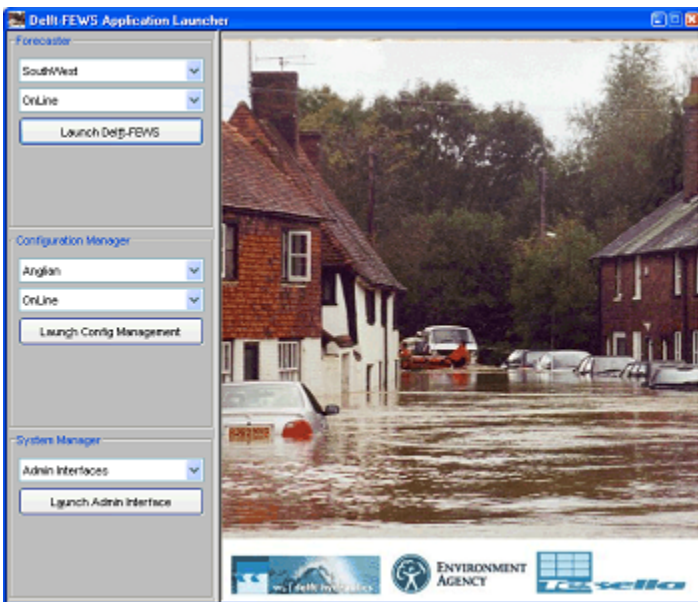 Delft-FEWS Application Launcher
Forecaster
SouthWest
OnLine
Launch Delft-FEWS
Configuration Manager
Anglian
OnLine
Launch Config Management
System Manager
Admin Interfaces
Launch Admin Interface
wl | delft hydraulics
ENVIRONMENT
AGENCY
Tessella